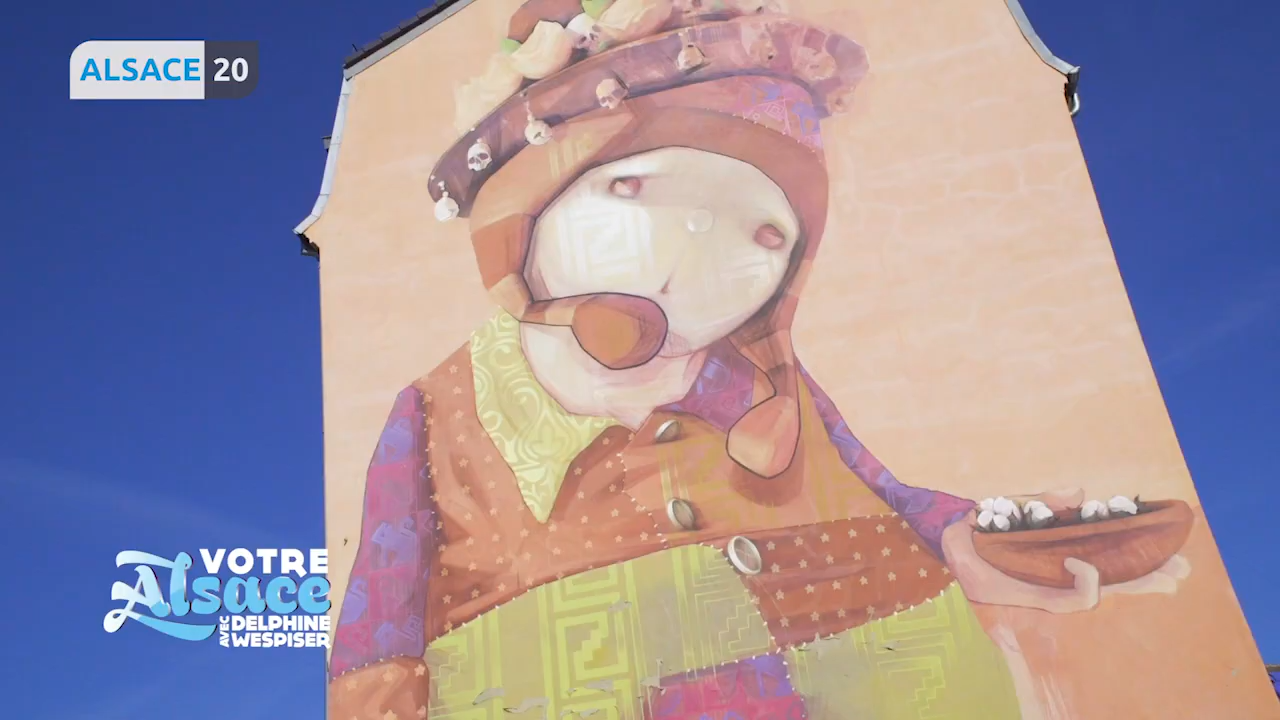 ALSACE 20
VOTRE
Alsace
AVEC DELPHINE
WESPISER